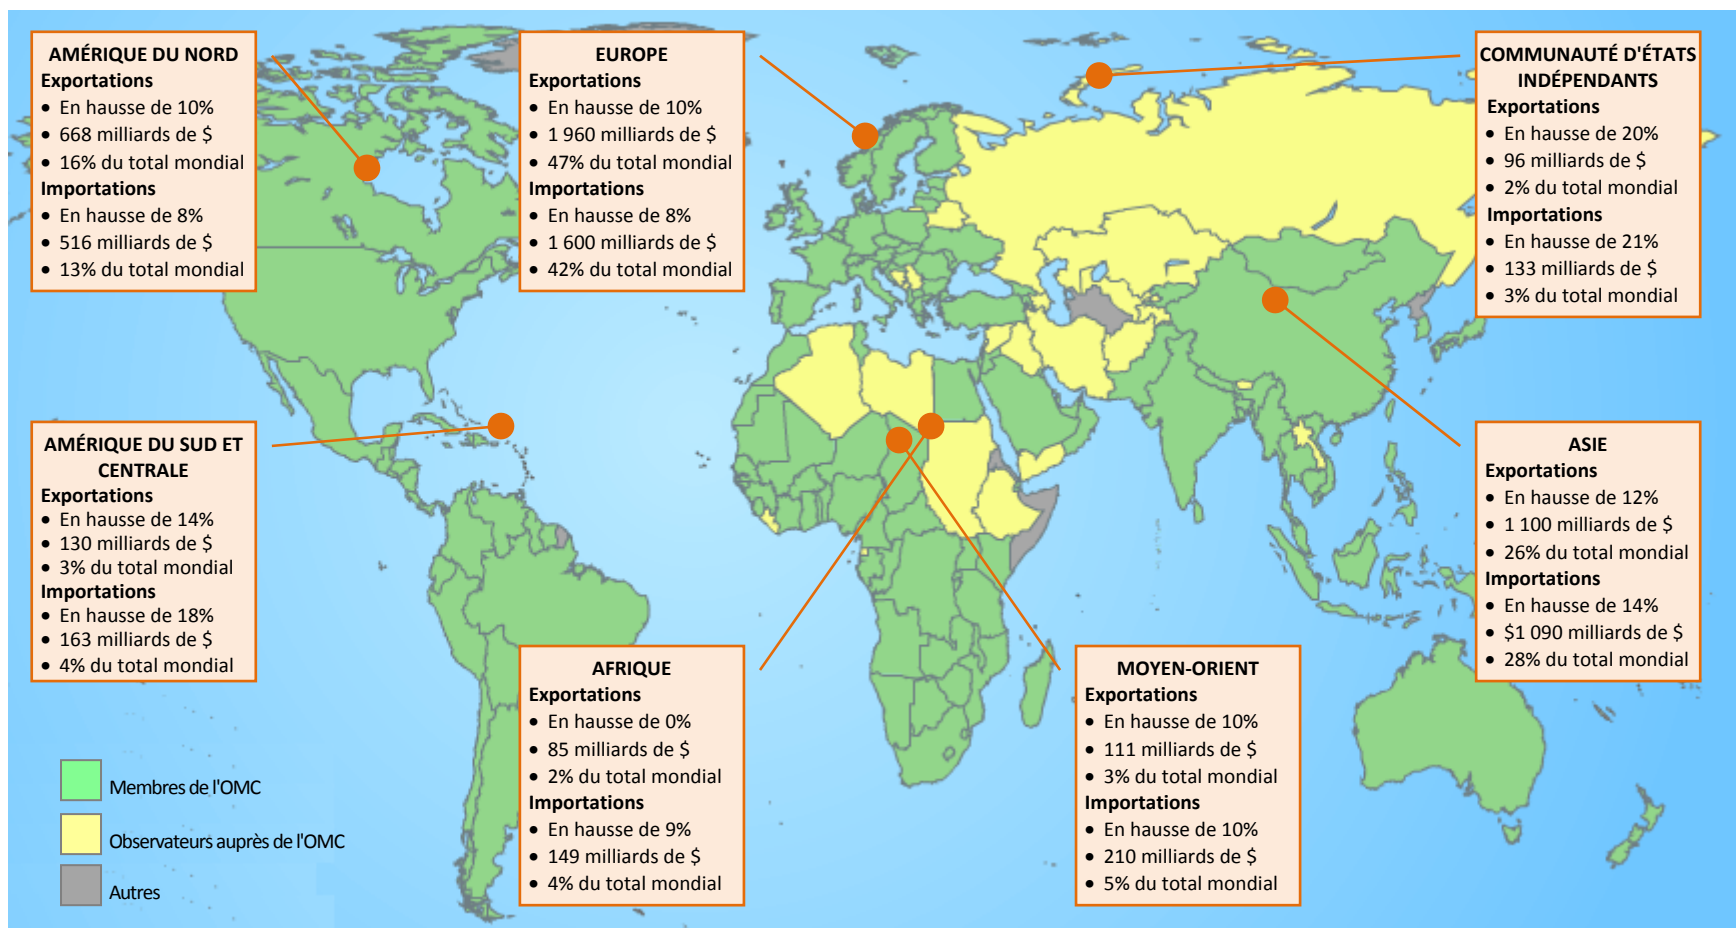 AMÉRIQUE DU NORD
Exportations
• En hausse de 10%
• 668 milliards de $
• 16% du total mondial
Importations
• En hausse de 8%
• 516 milliards de $
• 13% du total mondial
EUROPE
Exportations
• En hausse de 10%
• 1 960 milliards de $
• 47% du total mondial
Importations
• En hausse de 8%
• 1 600 milliards de $
• 42% du total mondial
COMMUNAUTÉ D'ÉTATS
INDÉPENDANTS
Exportations
• En hausse de 20%
• 96 milliards de $
• 2% du total mondial
Importations
• En hausse de 21%
• 133 milliards de $
• 3% du total mondial
AMÉRIQUE DU SUD ET
CENTRALE
Exportations
• En hausse de 14%
• 130 milliards de $
• 3% du total mondial
Importations
• En hausse de 18%
• 163 milliards de $
• 4% du total mondial
ASIE
Exportations
• En hausse de 12%
• 1 100 milliards de $
• 26% du total mondial
Importations
• En hausse de 14%
• $1 090 milliards de $
• 28% du total mondial
AFRIQUE
Exportations
• En hausse de 0%
• 85 milliards de $
• 2% du total mondial
Importations
• En hausse de 9%
• 149 milliards de $
• 4% du total mondial
MOYEN-ORIENT
Exportations
• En hausse de 10%
• 111 milliards de $
• 3% du total mondial
Importations
• En hausse de 10%
• 210 milliards de $
• 5% du total mondial
Membres de l'OMC
Observateurs auprès de l'OMC
Autres